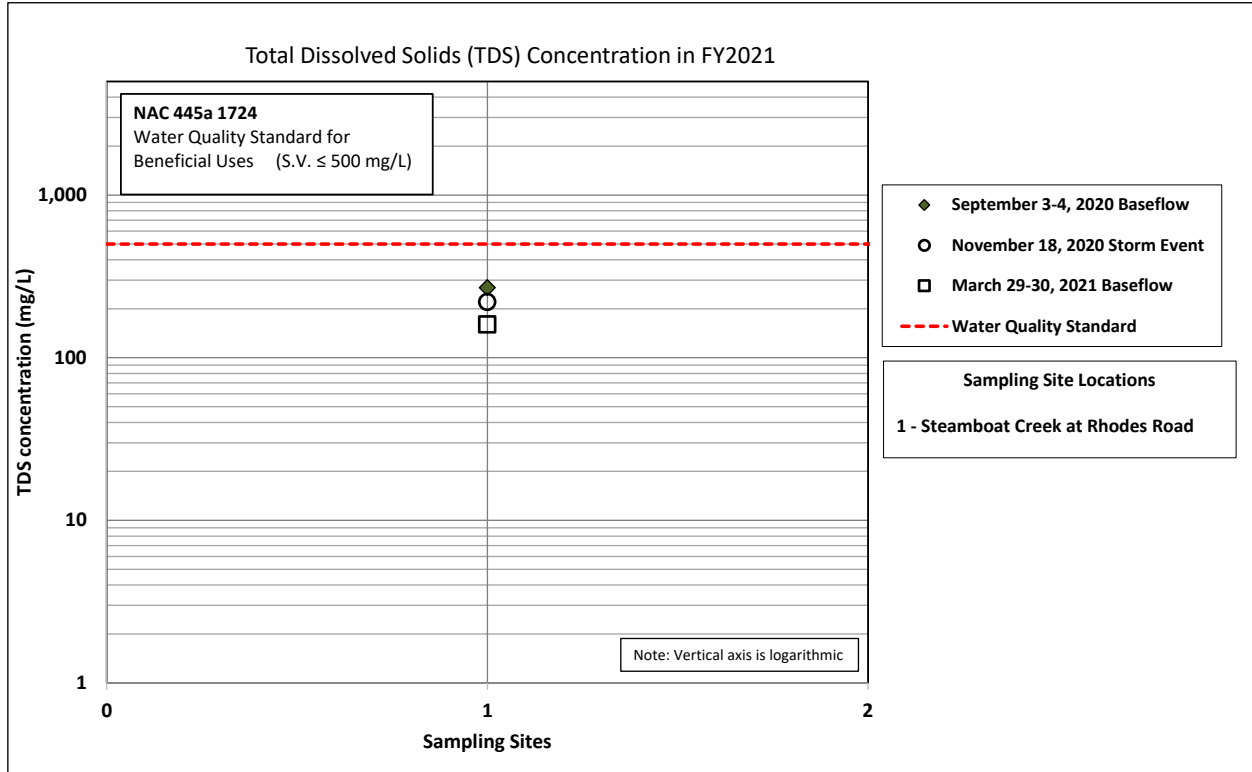 Total Dissolved Solids (TDS) Concentration in FY2021
NAC 445a 1724
Water Quality Standard for
Beneficial Uses (S.V. ≤ 500 mg/L)
1,000
100
10
1
TDS concentration (mg/L)
0
1
2
Sampling Sites
Note: Vertical axis is logarithmic
September 3-4, 2020 Baseflow
November 18, 2020 Storm Event
March 29-30, 2021 Baseflow
Water Quality Standard
Sampling Site Locations
1 - Steamboat Creek at Rhodes Road